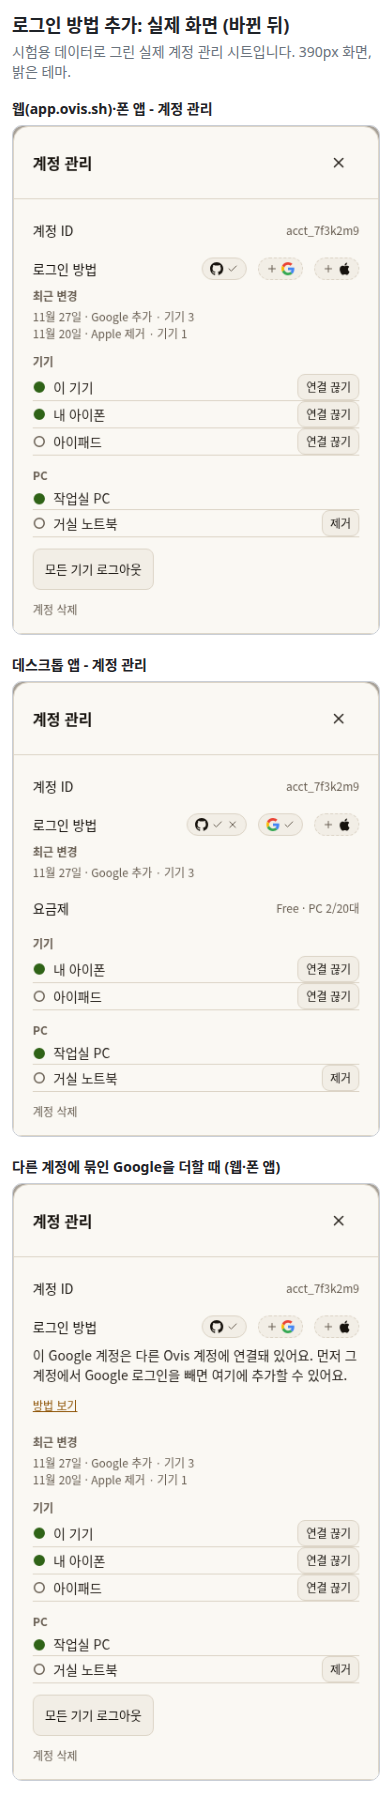 로그인 방법 추가: 실제 화면 (바뀐 뒤)
시험용 데이터로 그린 실제 계정 관리 시트입니다. 390px 화면,
밝은 테마.
웹(app.ovis.sh)·폰 앱 - 계정 관리
계정 관리
계정 ID acct_7f3k2m9
로그인 방법
최근 변경
11월 27일 · Google 추가 · 기기 3
11월 20일 · Apple 제거 · 기기 1
기기
이 기기 연결 끊기
내 아이폰 연결 끊기
아이패드 연결 끊기
PC
작업실 PC
거실 노트북 제거
모든 기기 로그아웃
계정 삭제
데스크톱 앱 - 계정 관리
계정 관리
계정 ID acct_7f3k2m9
로그인 방법
최근 변경
11월 27일 · Google 추가 · 기기 3
요금제 Free · PC 2/20대
기기
내 아이폰 연결 끊기
아이패드 연결 끊기
PC
작업실 PC
거실 노트북 제거
계정 삭제
다른 계정에 묶인 Google을 더할 때 (웹·폰 앱)
계정 관리
계정 ID acct_7f3k2m9
로그인 방법
이 Google 계정은 다른 Ovis 계정에 연결돼 있어요. 먼저 그
계정에서 Google 로그인을 빼면 여기에 추가할 수 있어요.
방법 보기
최근 변경
11월 27일 · Google 추가 · 기기 3
11월 20일 · Apple 제거 · 기기 1
기기
이 기기 연결 끊기
내 아이폰 연결 끊기
아이패드 연결 끊기
PC
작업실 PC
거실 노트북 제거
모든 기기 로그아웃
계정 삭제